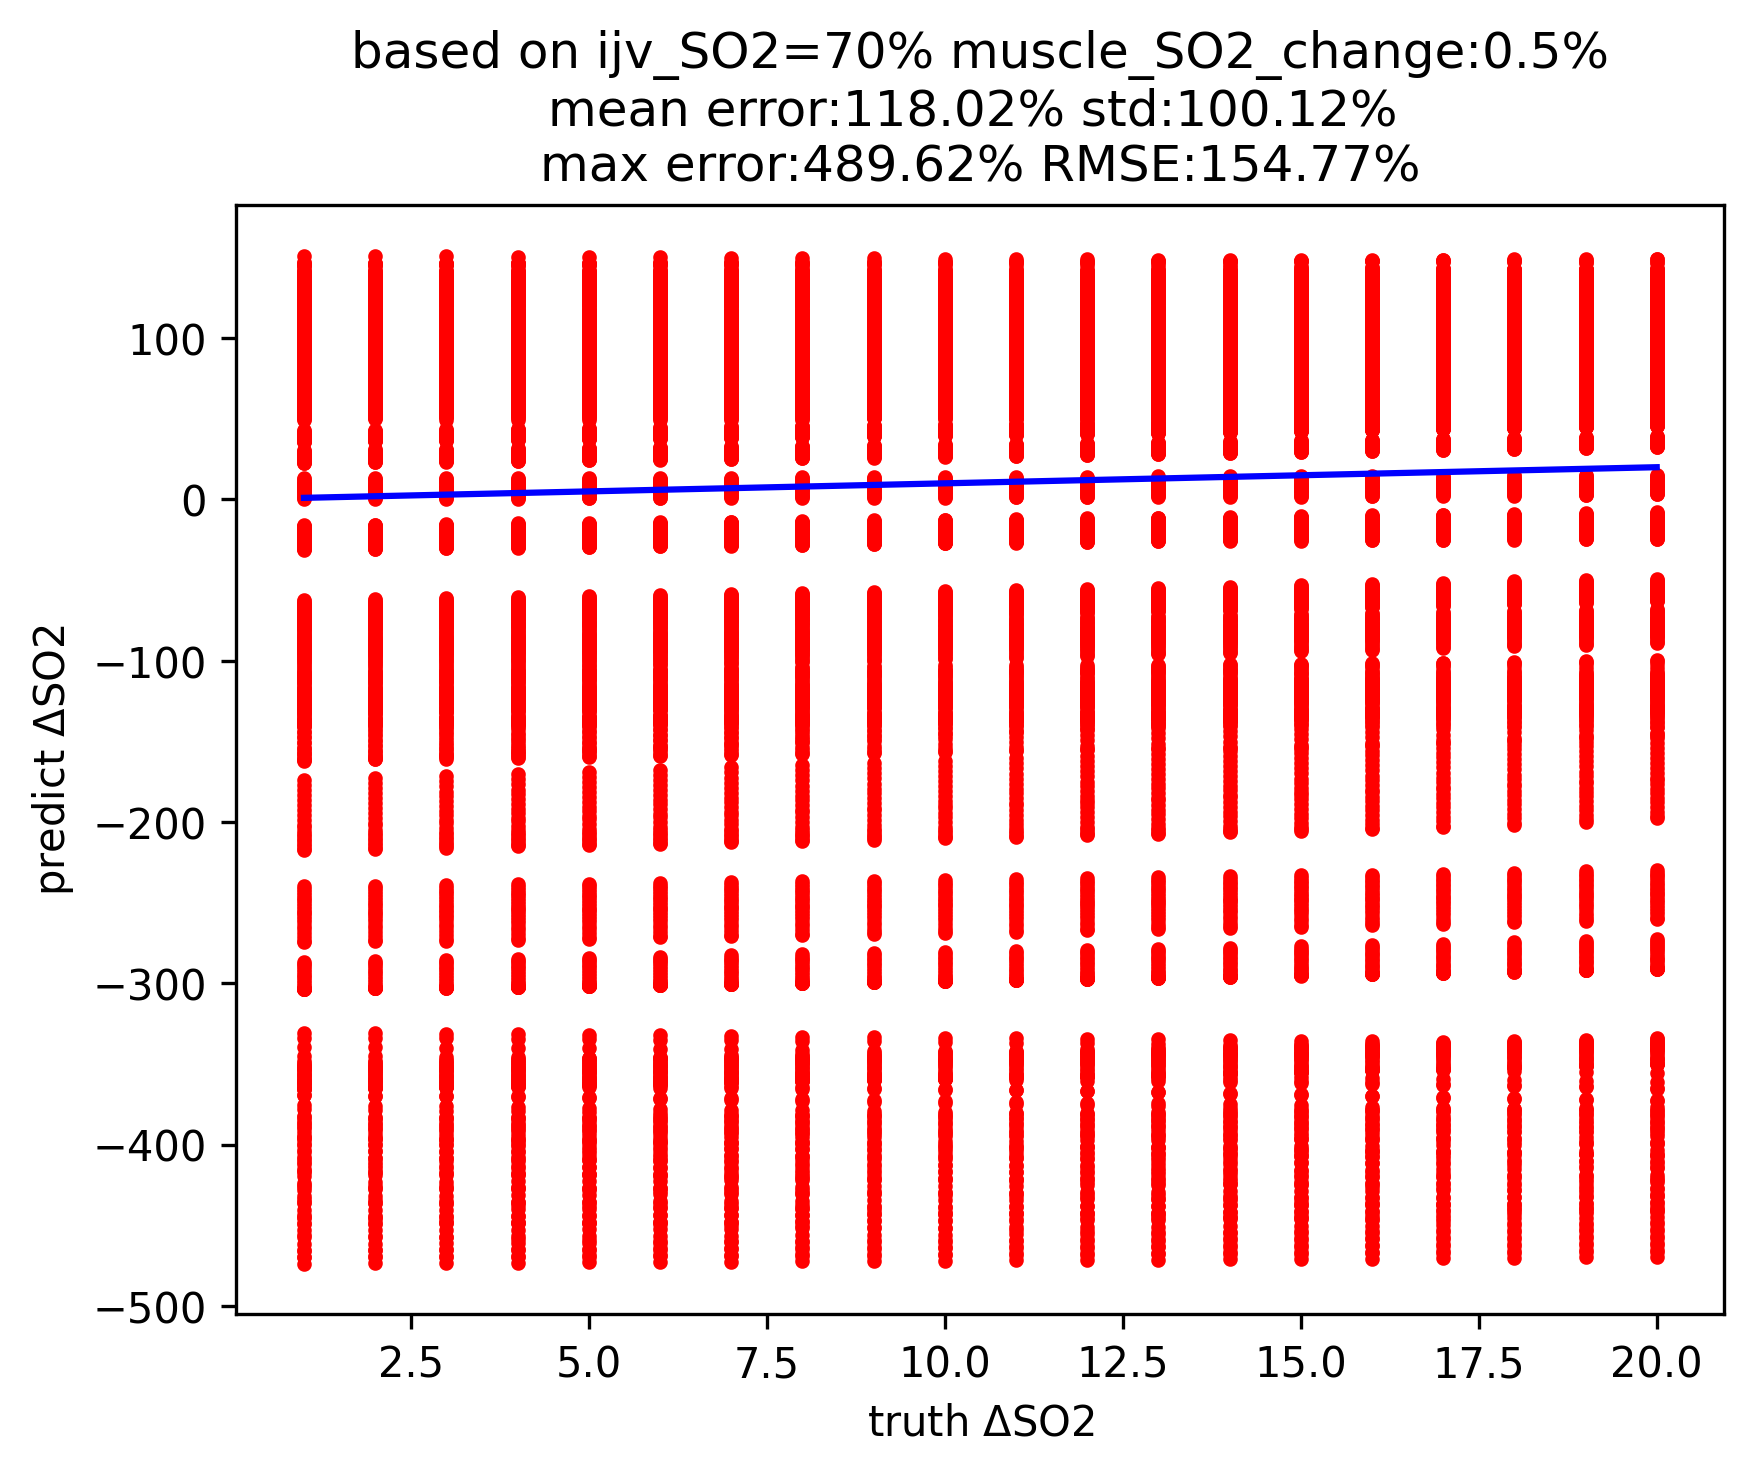 based on ijv_SO2=70% muscle_SO2_change:0.5%
mean error:118.02% std:100.12%
max error:489.62% RMSE:154.77%
100
0
−100
−200
−300
−400
−500
predict ΔSO2
2.5 5.0 7.5 10.0 12.5 15.0 17.5 20.0
truth ΔSO2